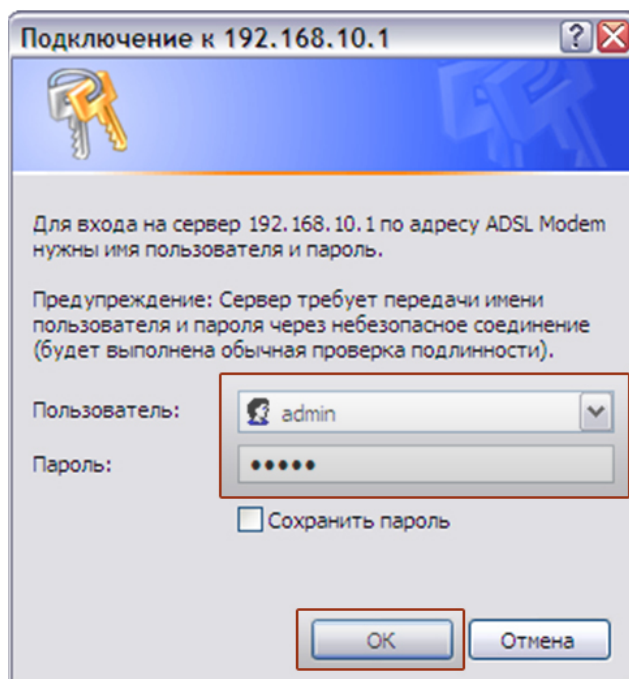 Подключение к 192.168.10.1
Для входа на сервер 192.168.10.1 по адресу ADSL Modem
нужны имя пользователя и пароль.
Предупреждение: Сервер требует передачи имени
пользователя и пароля через небезопасное соединение
(будет выполнена обычная проверка подлинности).
Пользователь: admin
Пароль: •••••
Сохранить пароль
OK Отмена